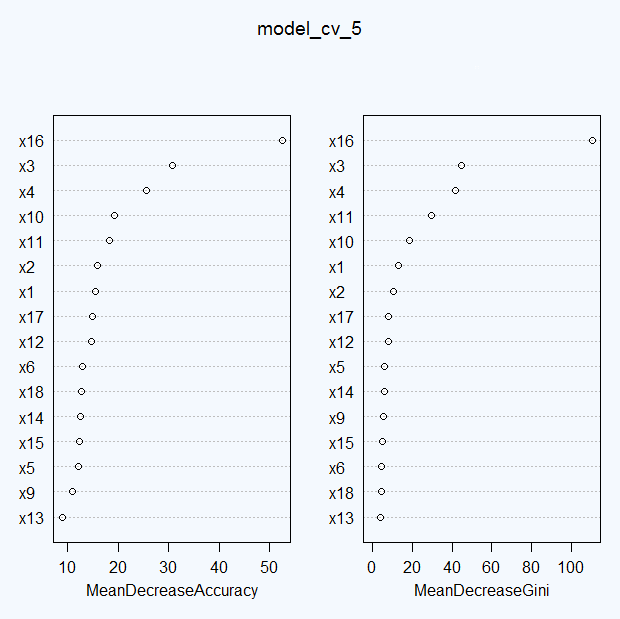 model_cv_5
x16
x3
x4
x10
x11
x2
x1
x17
x12
x6
x18
x14
x15
x5
x9
x13
10 20 30 40 50
MeanDecreaseAccuracy
x16
x3
x4
x11
x10
x1
x2
x17
x12
x5
x14
x9
x15
x6
x18
x13
0 20 40 60 80 100
MeanDecreaseGini